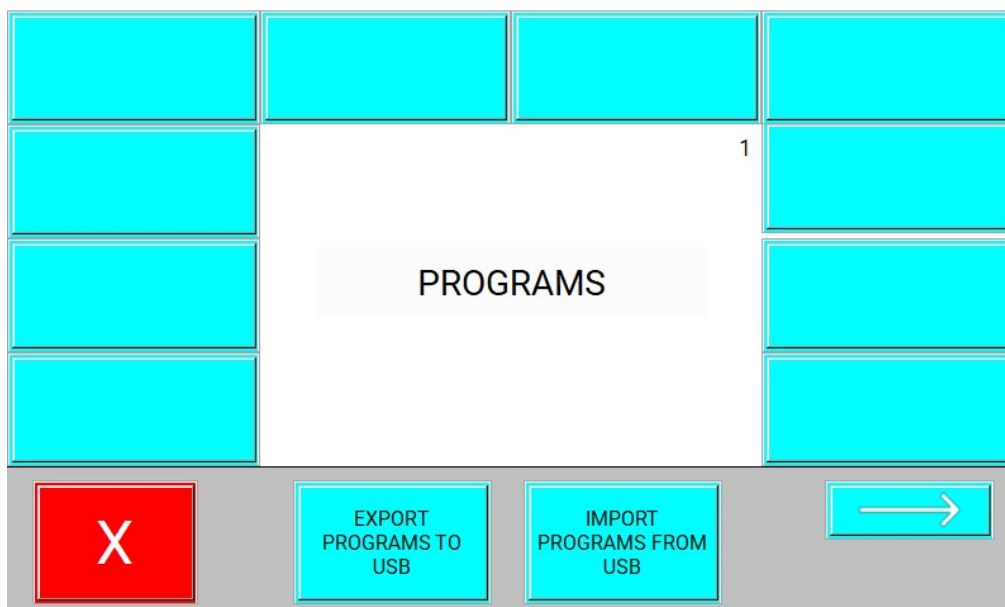 1
PROGRAMS
X
EXPORT
PROGRAMS TO
USB
IMPORT
PROGRAMS FROM
USB